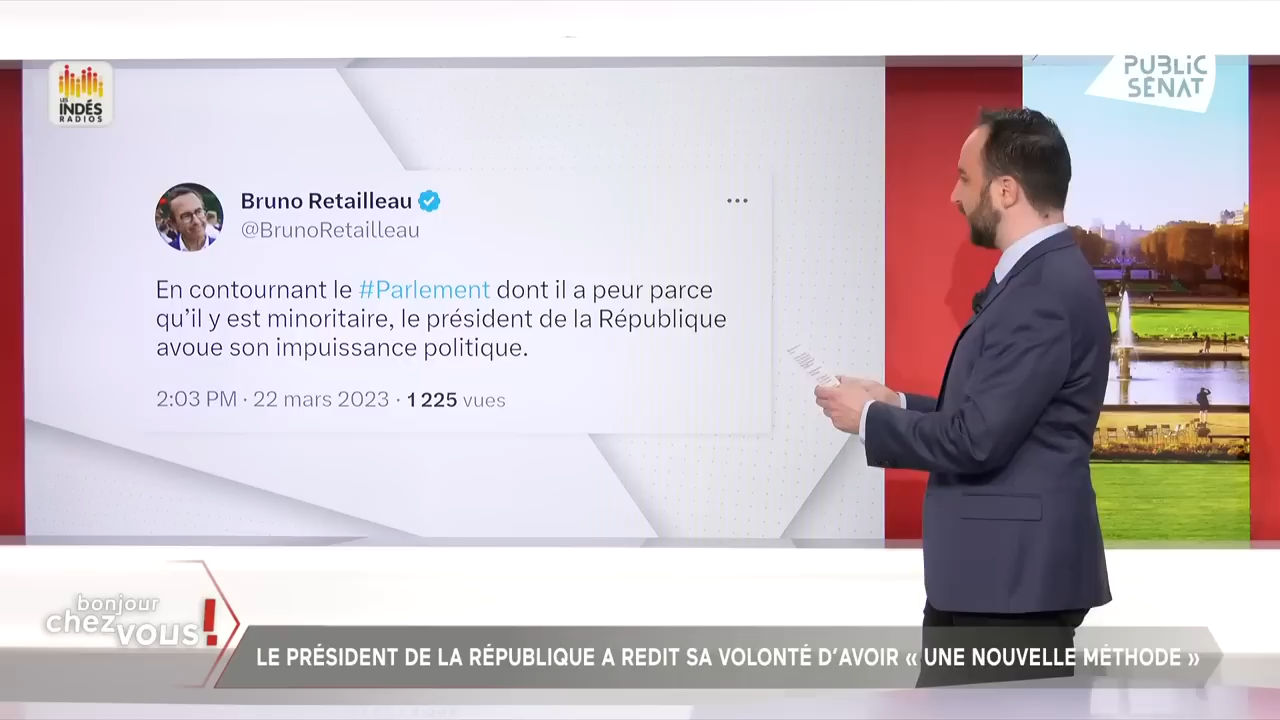 LES
INDÉS
RADIOS
PUBLIC
SÉNAT
Bruno Retailleau
@BrunoRetailleau
En contournant le #Parlement dont il a peur parce
qu’il y est minoritaire, le président de la République
avoue son impuissance politique.
2:03 PM · 22 mars 2023 · 1 225 vues
bonjour
chez
vous!
LE PRÉSIDENT DE LA RÉPUBLIQUE A REDIT SA VOLONTÉ D’AVOIR « UNE NOUVELLE MÉTHODE »